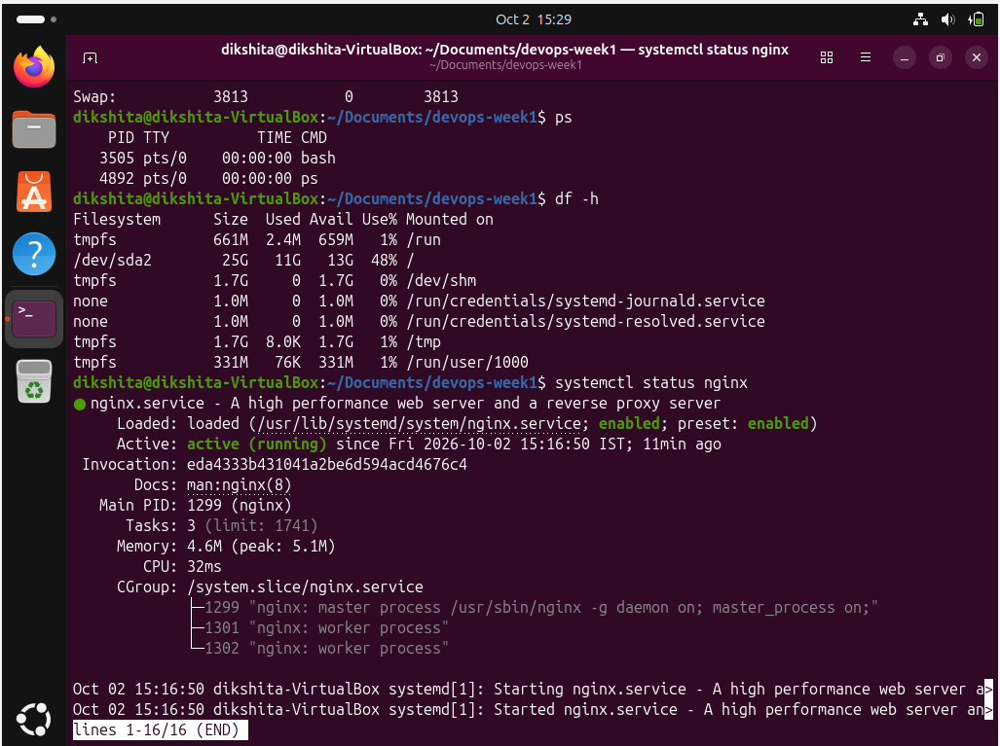 Oct 2 15:29
dikshita@dikshita-VirtualBox: ~/Documents/devops-week1 — systemctl status nginx
~/Documents/devops-week1
Swap:           3813           0        3813
dikshita@dikshita-VirtualBox:~/Documents/devops-week1$ ps
    PID TTY          TIME CMD
   3505 pts/0    00:00:00 bash
   4892 pts/0    00:00:00 ps
dikshita@dikshita-VirtualBox:~/Documents/devops-week1$ df -h
Filesystem      Size  Used Avail Use% Mounted on
tmpfs           661M  2.4M  659M   1% /run
/dev/sda2        25G   11G   13G  48% /
tmpfs           1.7G     0  1.7G   0% /dev/shm
none            1.0M     0  1.0M   0% /run/credentials/systemd-journald.service
none            1.0M     0  1.0M   0% /run/credentials/systemd-resolved.service
tmpfs           1.7G  8.0K  1.7G   1% /tmp
tmpfs           331M   76K  331M   1% /run/user/1000
dikshita@dikshita-VirtualBox:~/Documents/devops-week1$ systemctl status nginx
● nginx.service - A high performance web server and a reverse proxy server
     Loaded: loaded (/usr/lib/systemd/system/nginx.service; enabled; preset: enabled)
     Active: active (running) since Fri 2026-10-02 15:16:50 IST; 11min ago
 Invocation: eda4333b431041a2be6d594acd4676c4
       Docs: man:nginx(8)
   Main PID: 1299 (nginx)
      Tasks: 3 (limit: 1741)
     Memory: 4.6M (peak: 5.1M)
        CPU: 32ms
     CGroup: /system.slice/nginx.service
             ├─1299 "nginx: master process /usr/sbin/nginx -g daemon on; master_process on;"
             ├─1301 "nginx: worker process"
             └─1302 "nginx: worker process"
Oct 02 15:16:50 dikshita-VirtualBox systemd[1]: Starting nginx.service - A high performance web server a>
Oct 02 15:16:50 dikshita-VirtualBox systemd[1]: Started nginx.service - A high performance web server an>
lines 1-16/16 (END)